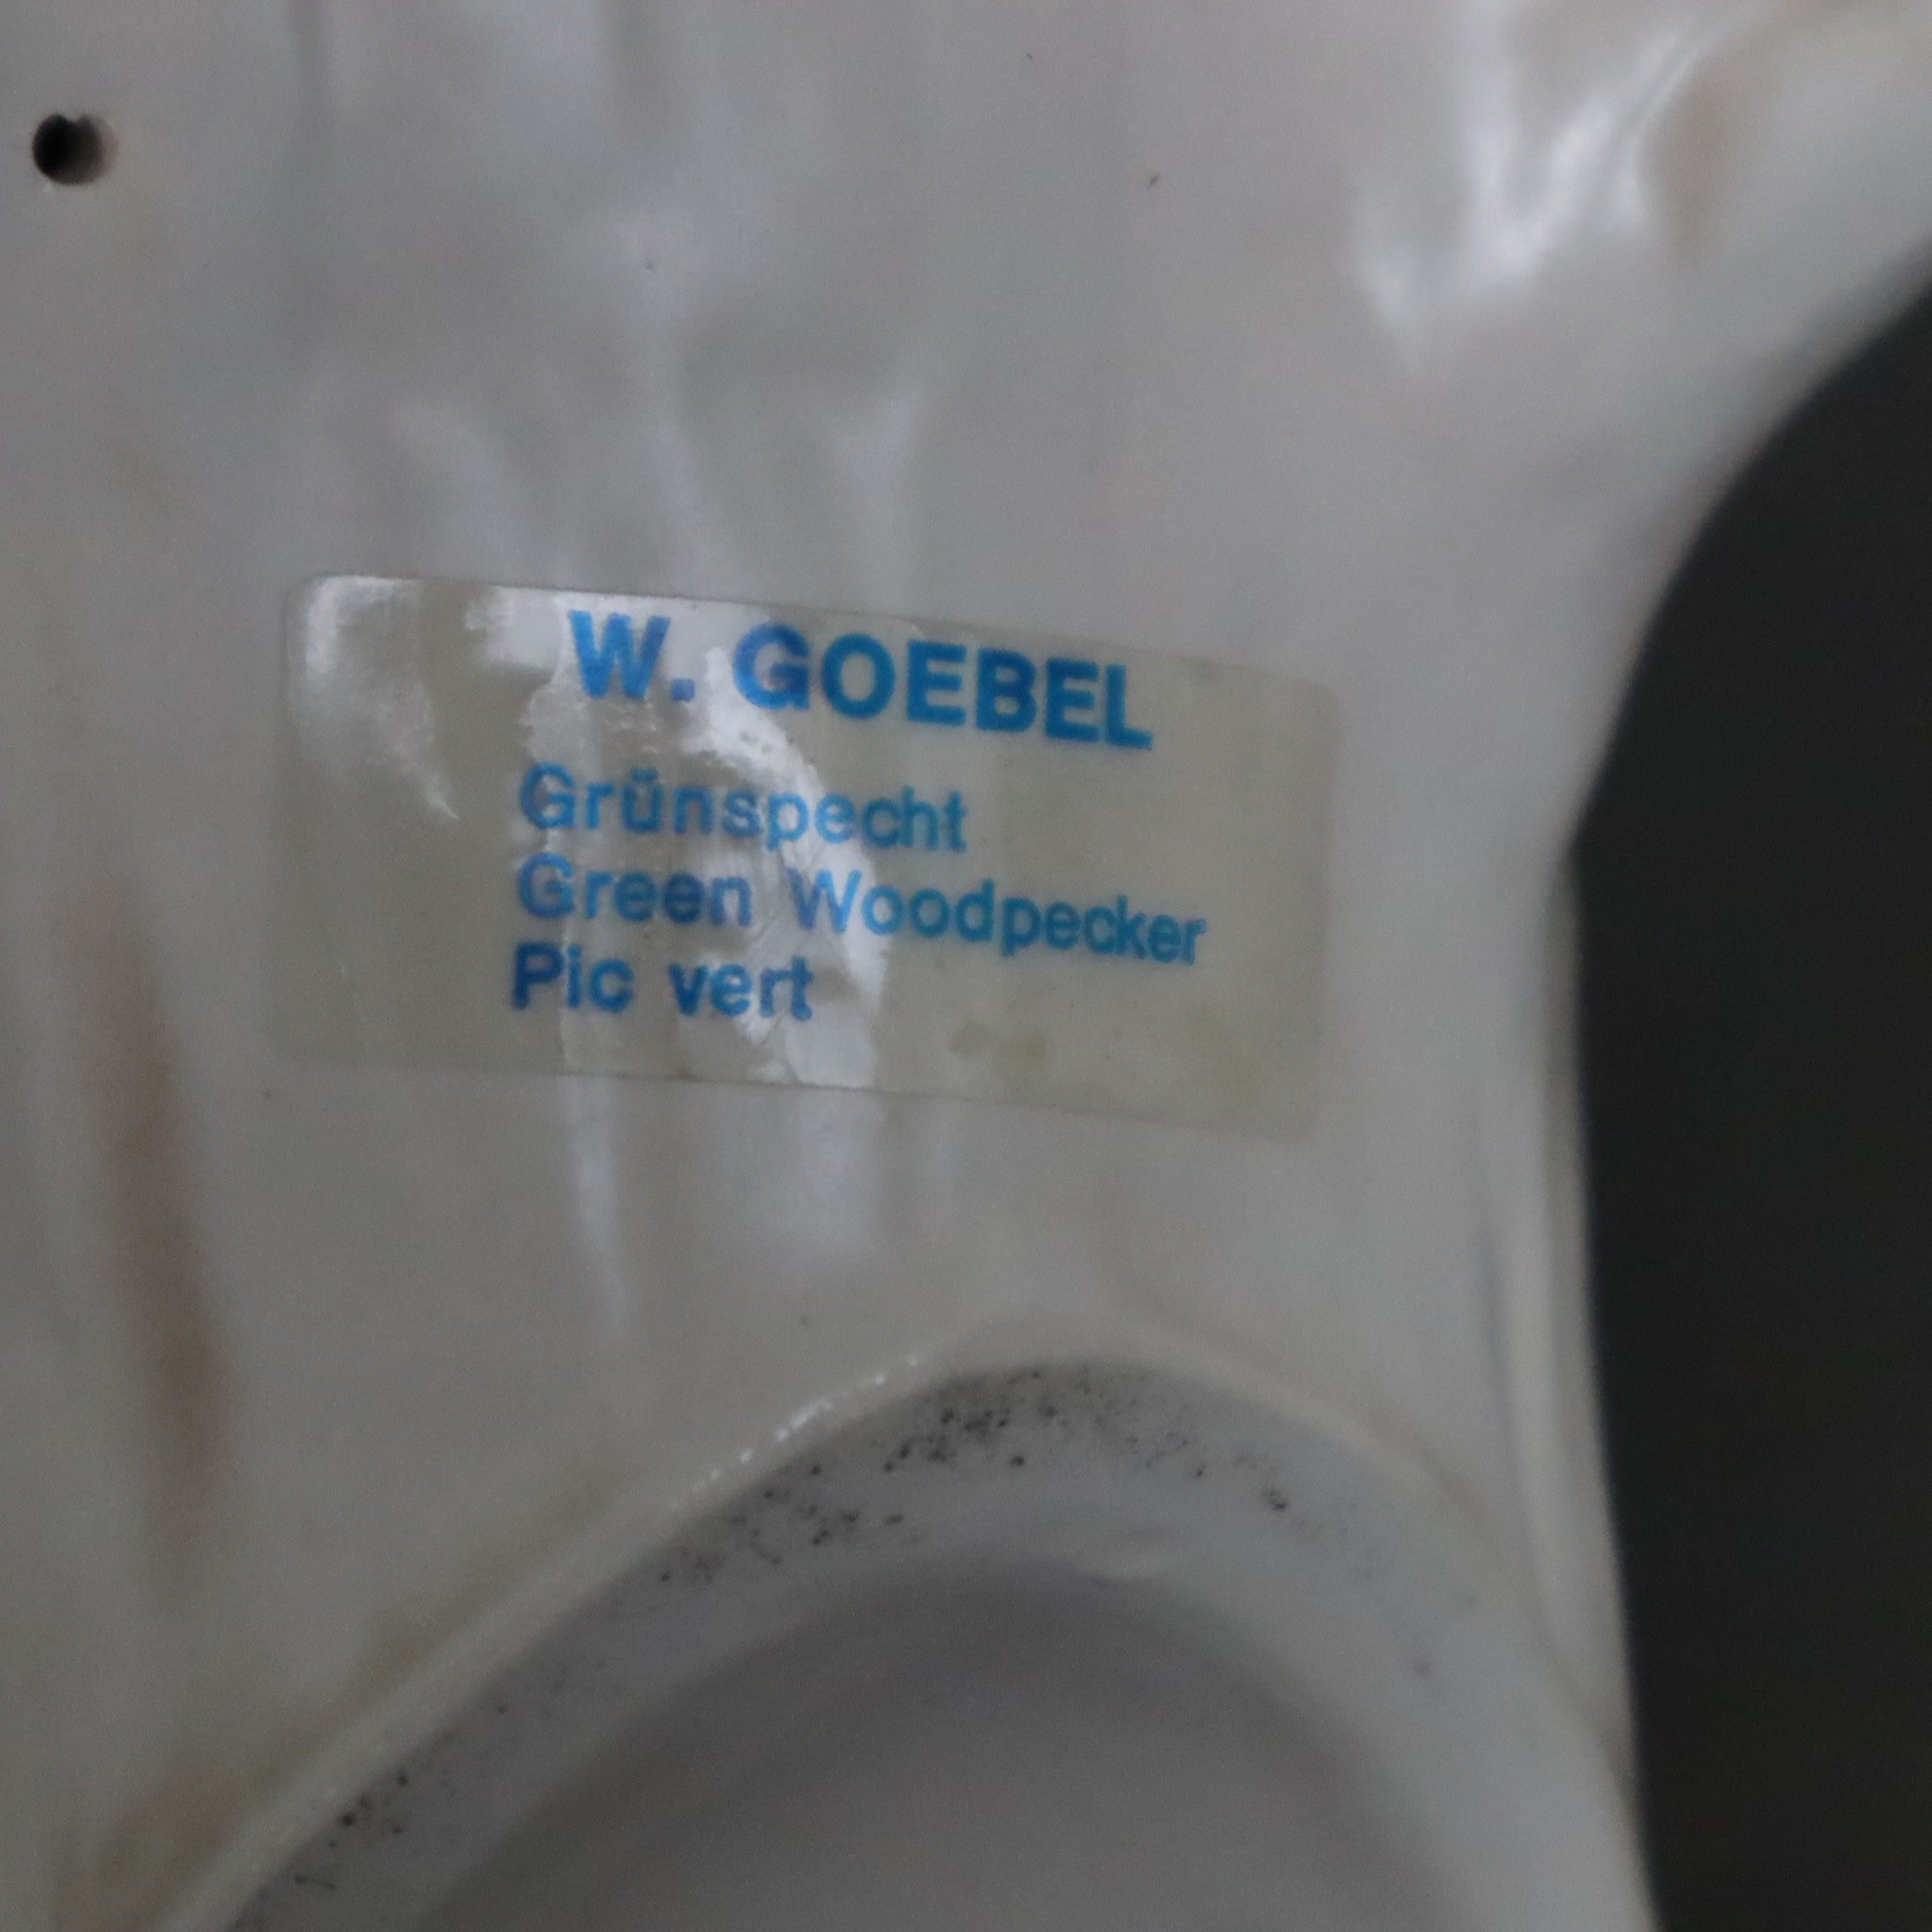 W. GOEBEL
Grünspecht
Green Woodpecker
Pic vert